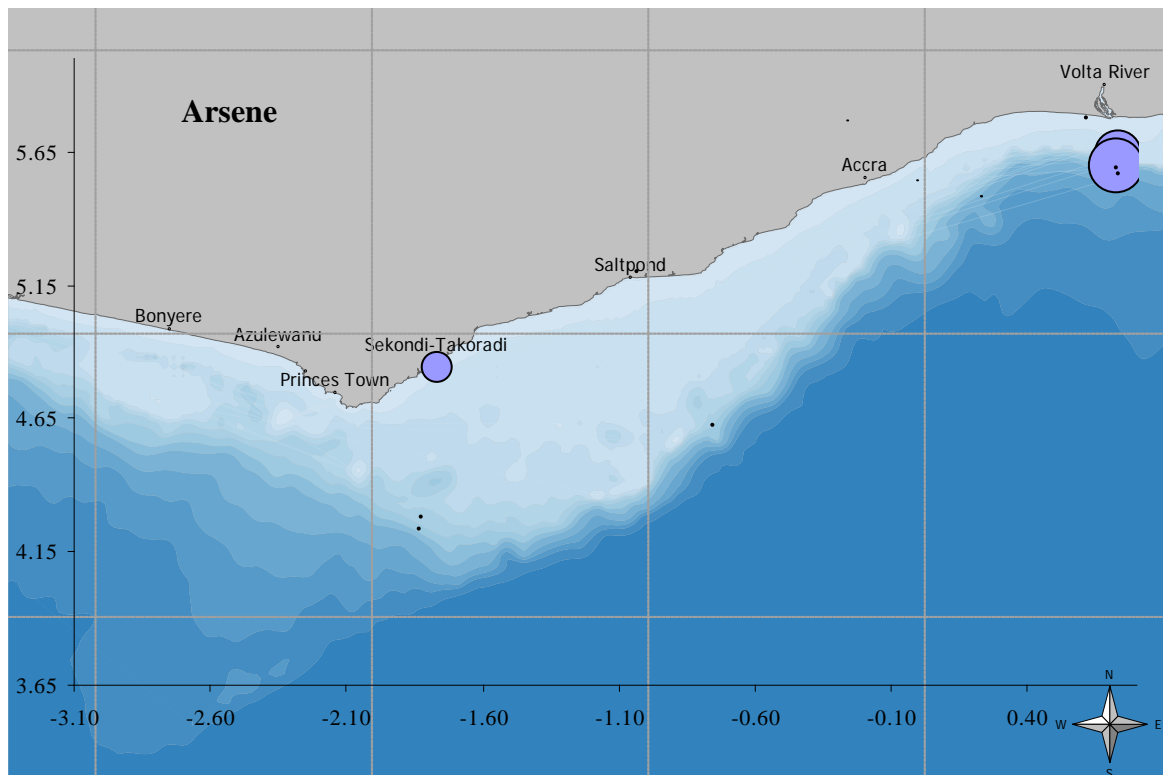 Volta River
Arsene
5.65
Accra
Saltpond
5.15
Bonyere
Azulewanu
Sekondi-Takoradi
Princes Town
4.65
4.15
3.65
N
-3.10 -2.60 -2.10 -1.60 -1.10 -0.60 -0.10 0.40
W E
S